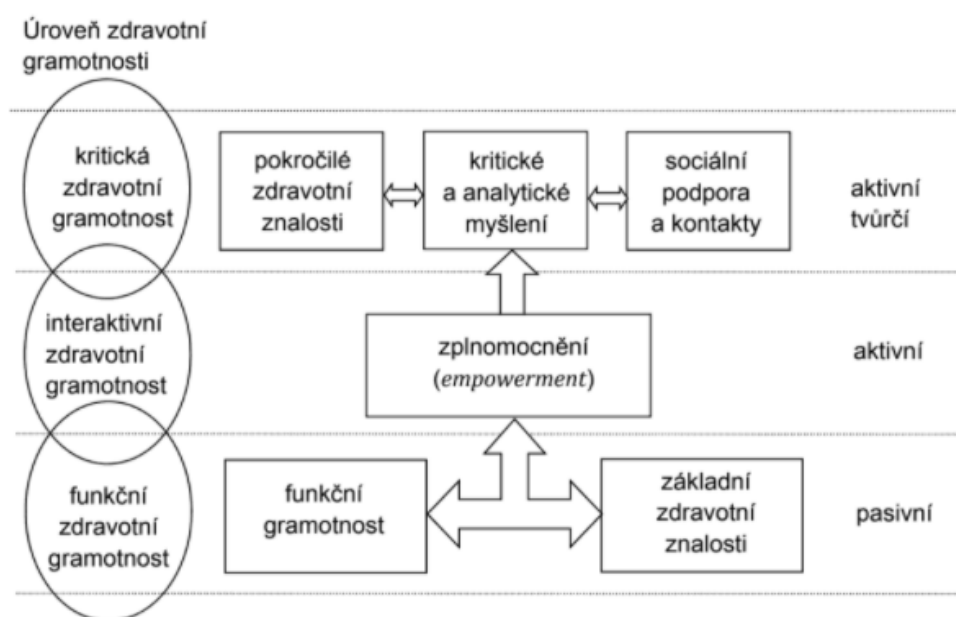 Úroveň zdravotní
gramotnosti
kritická
zdravotní
gramotnost
pokročilé
zdravotní
znalosti
kritické
a analytické
myšlení
sociální
podpora
a kontakty
aktivní
tvůrčí
interaktivní
zdravotní
gramotnost
zplnomocnění
(empowerment)
aktivní
funkční
zdravotní
gramotnost
funkční
gramotnost
základní
zdravotní
znalosti
pasivní